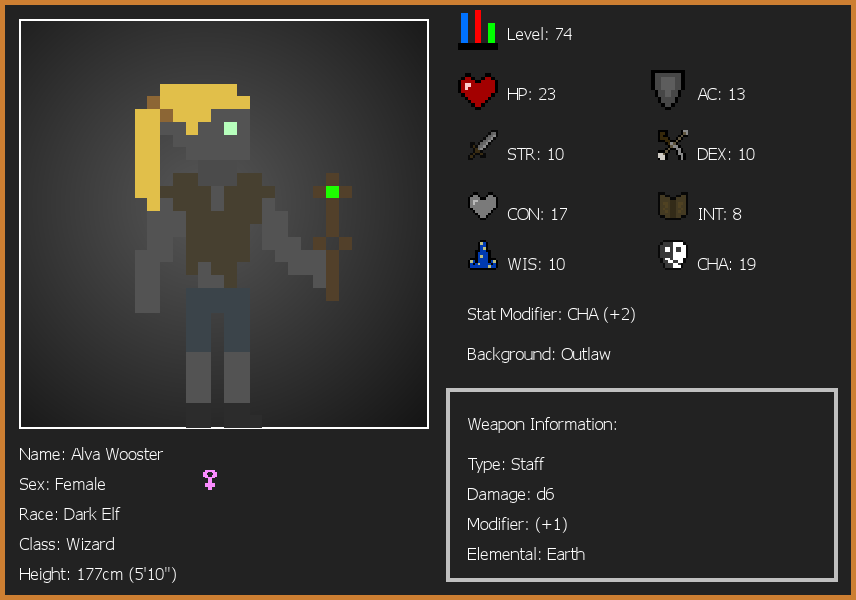 Level: 74
HP: 23
AC: 13
STR: 10
DEX: 10
CON: 17
INT: 8
WIS: 10
CHA: 19
Stat Modifier: CHA (+2)
Background: Outlaw
Weapon Information:
Type: Staff
Damage: d6
Modifier: (+1)
Elemental: Earth
Name: Alva Wooster
Sex: Female
Race: Dark Elf
Class: Wizard
Height: 177cm (5'10")